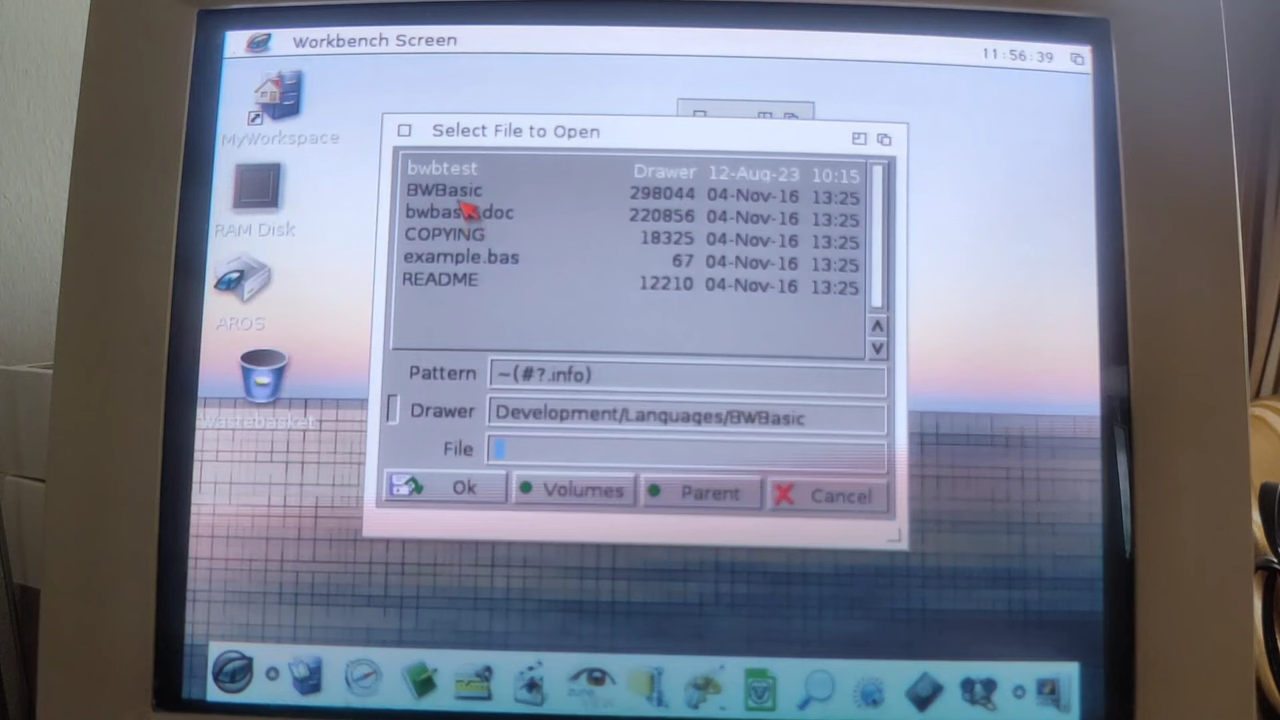 Workbench Screen 11:56:39
MyWorkspace
RAM Disk
AROS
wastebasket
Select File to Open
bwbtest Drawer 12-Aug-23 10:15
BWBasic 298044 04-Nov-16 13:25
bwbasic.doc 220856 04-Nov-16 13:25
COPYING 18325 04-Nov-16 13:25
example.bas 67 04-Nov-16 13:25
README 12210 04-Nov-16 13:25
Pattern ~(#?.info)
Drawer Development/Languages/BWBasic
File
Ok Volumes Parent Cancel
zune